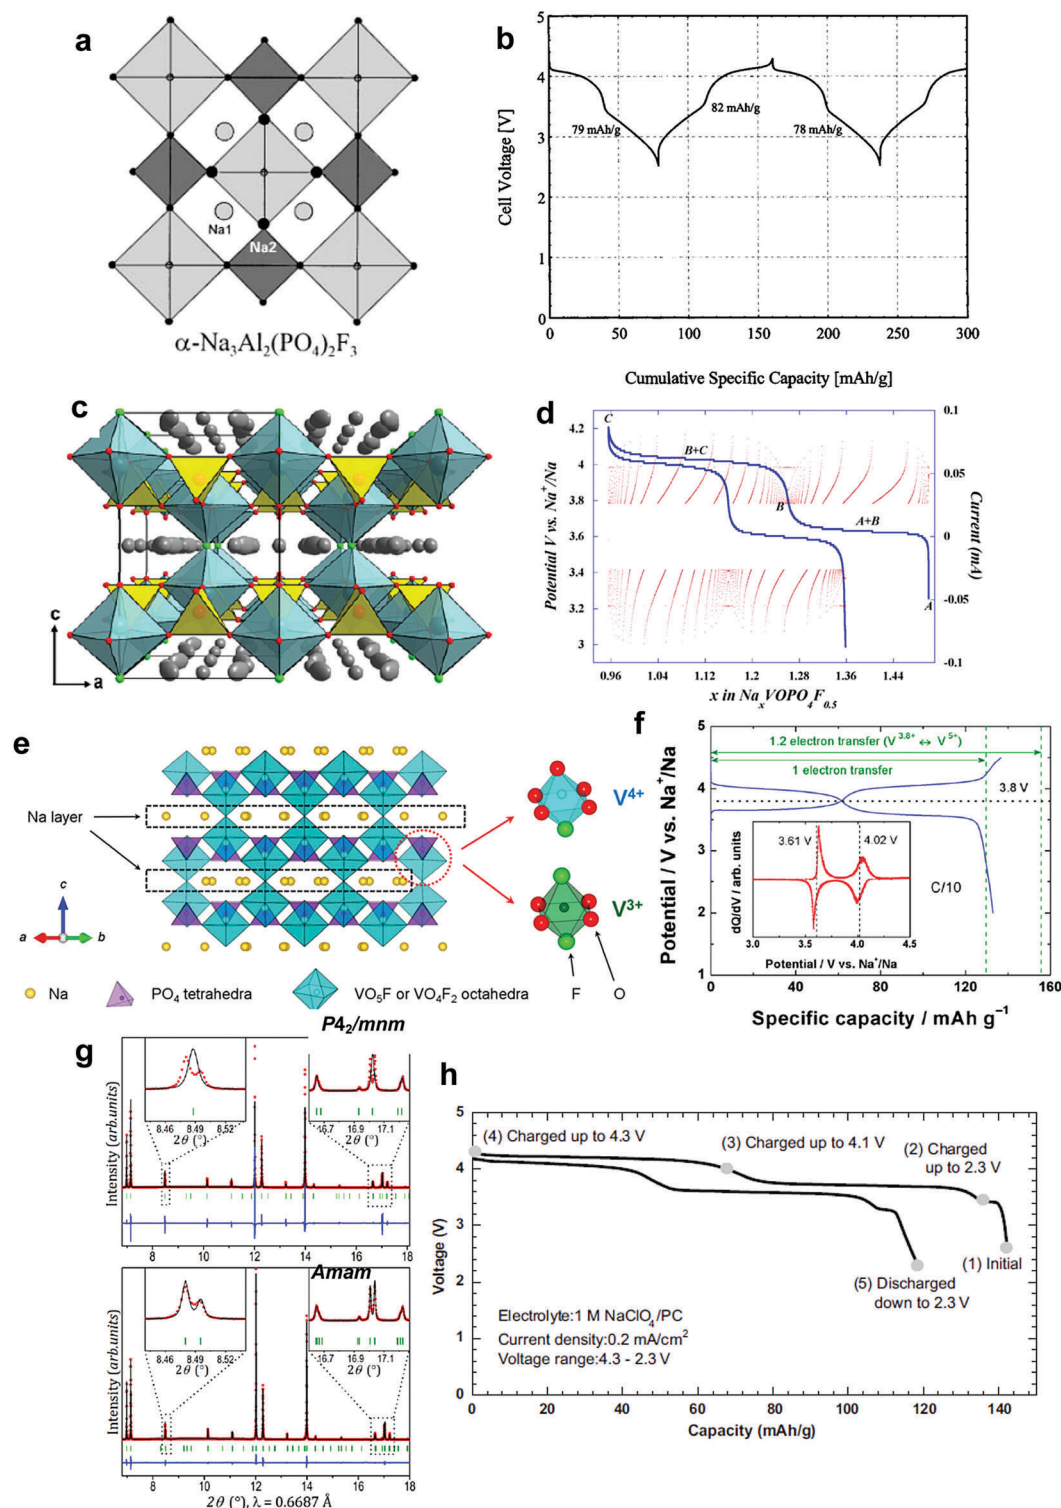 a
Na1
Na2
α-Na₃Al₂(PO₄)₂F₃
b
Cell Voltage [V]
5
4
3
2
1
0
79 mAh/g
82 mAh/g
78 mAh/g
0
50
100
150
200
250
300
Cumulative Specific Capacity [mAh/g]
c
c
a
d
Potential V vs. Na⁺/Na
4.2
4
3.8
3.6
3.4
3.2
3
C
B+C
B
A+B
A
0.1
0.05
0
-0.05
-0.1
Current (mA)
0.96 1.04 1.12 1.2 1.28 1.36 1.44
x in NaₓVOPO₄F₀.₅
e
Na layer
c
a
b
V⁴⁺
V³⁺
F
O
Na
PO₄ tetrahedra
VO₅F or VO₄F₂ octahedra
f
Potential / V vs. Na⁺/Na
5
4
3
2
1
1.2 electron transfer (V³·⁸⁺ ↔ V⁵⁺)
1 electron transfer
3.8 V
dQ/dV / arb. units
3.61 V
4.02 V
C/10
3.0 3.5 4.0 4.5
Potential / V vs. Na⁺/Na
0 40 80 120 160
Specific capacity / mAh g⁻¹
g
P4₂/mnm
Intensity (arb.units)
8.46 8.49 8.52
2θ (°)
16.7 16.9 17.1
2θ (°)
8 10 12 14 16 18
Amam
Intensity (arb.units)
8.46 8.49 8.52
2θ (°)
16.7 16.9 17.1
2θ (°)
8 10 12 14 16 18
2θ (°), λ = 0.6687 Å
h
Voltage (V)
5
4
3
2
1
0
(4) Charged up to 4.3 V
(3) Charged up to 4.1 V
(2) Charged
up to 2.3 V
(1) Initial
(5) Discharged
down to 2.3 V
Electrolyte:1 M NaClO₄/PC
Current density:0.2 mA/cm²
Voltage range:4.3 - 2.3 V
0 20 40 60 80 100 120 140
Capacity (mAh/g)